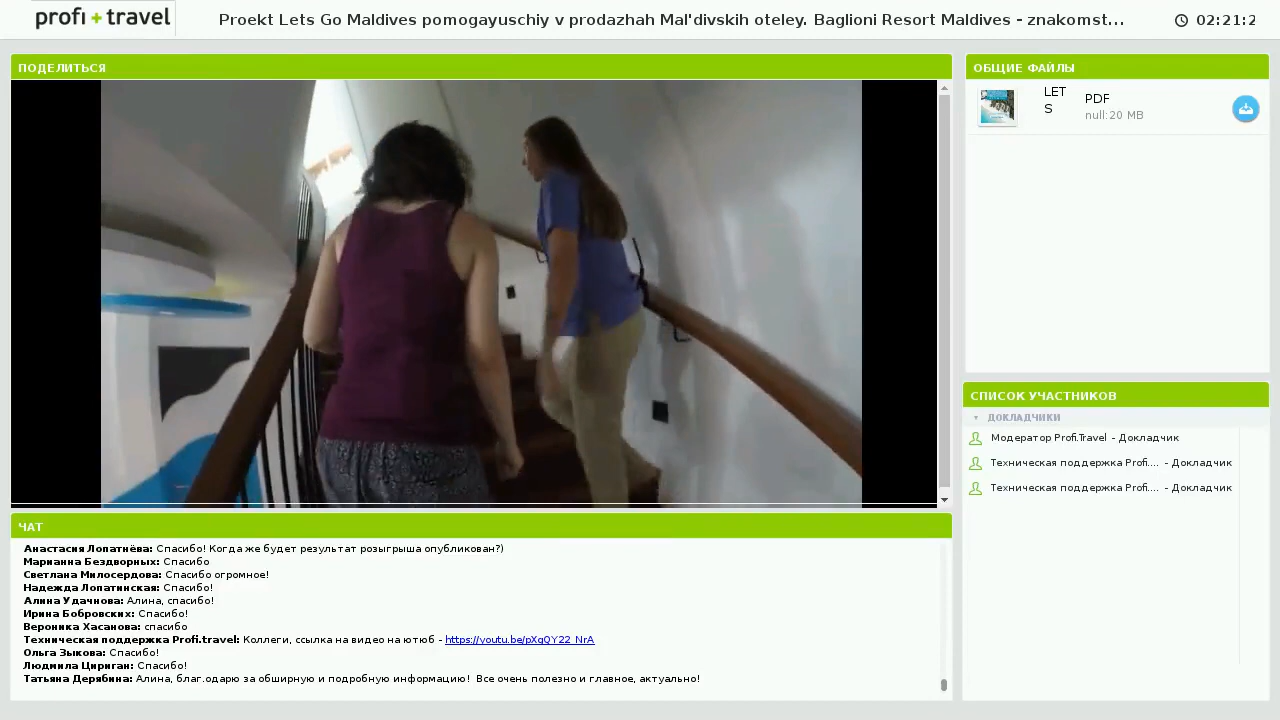 profi + travel
Proekt Lets Go Maldives pomogayuschiy v prodazhah Mal'divskih oteley. Baglioni Resort Maldives - znakomst...
02:21:2
ПОДЕЛИТЬСЯ
ОБЩИЕ ФАЙЛЫ
LET
S
PDF
null:20 MB
СПИСОК УЧАСТНИКОВ
ДОКЛАДЧИКИ
Модератор Profi.Travel - Докладчик
Техническая поддержка Profi.... - Докладчик
Техническая поддержка Profi.... - Докладчик
ЧАТ
Анастасия Лопатнёва: Спасибо! Когда же будет результат розыгрыша опубликован?)
Марианна Бездворных: Спасибо
Светлана Милосердова: Спасибо огромное!
Надежда Лопатинская: Спасибо!
Алина Удачнова: Алина, спасибо!
Ирина Бобровских: Спасибо!
Вероника Хасанова: спасибо
Техническая поддержка Profi.travel: Коллеги, ссылка на видео на ютюб - https://youtu.be/pXqQY22_NrA
Ольга Зыкова: Спасибо!
Людмила Цириган: Спасибо!
Татьяна Дерябина: Алина, благ.одарю за обширную и подробную информацию! Все очень полезно и главное, актуально!